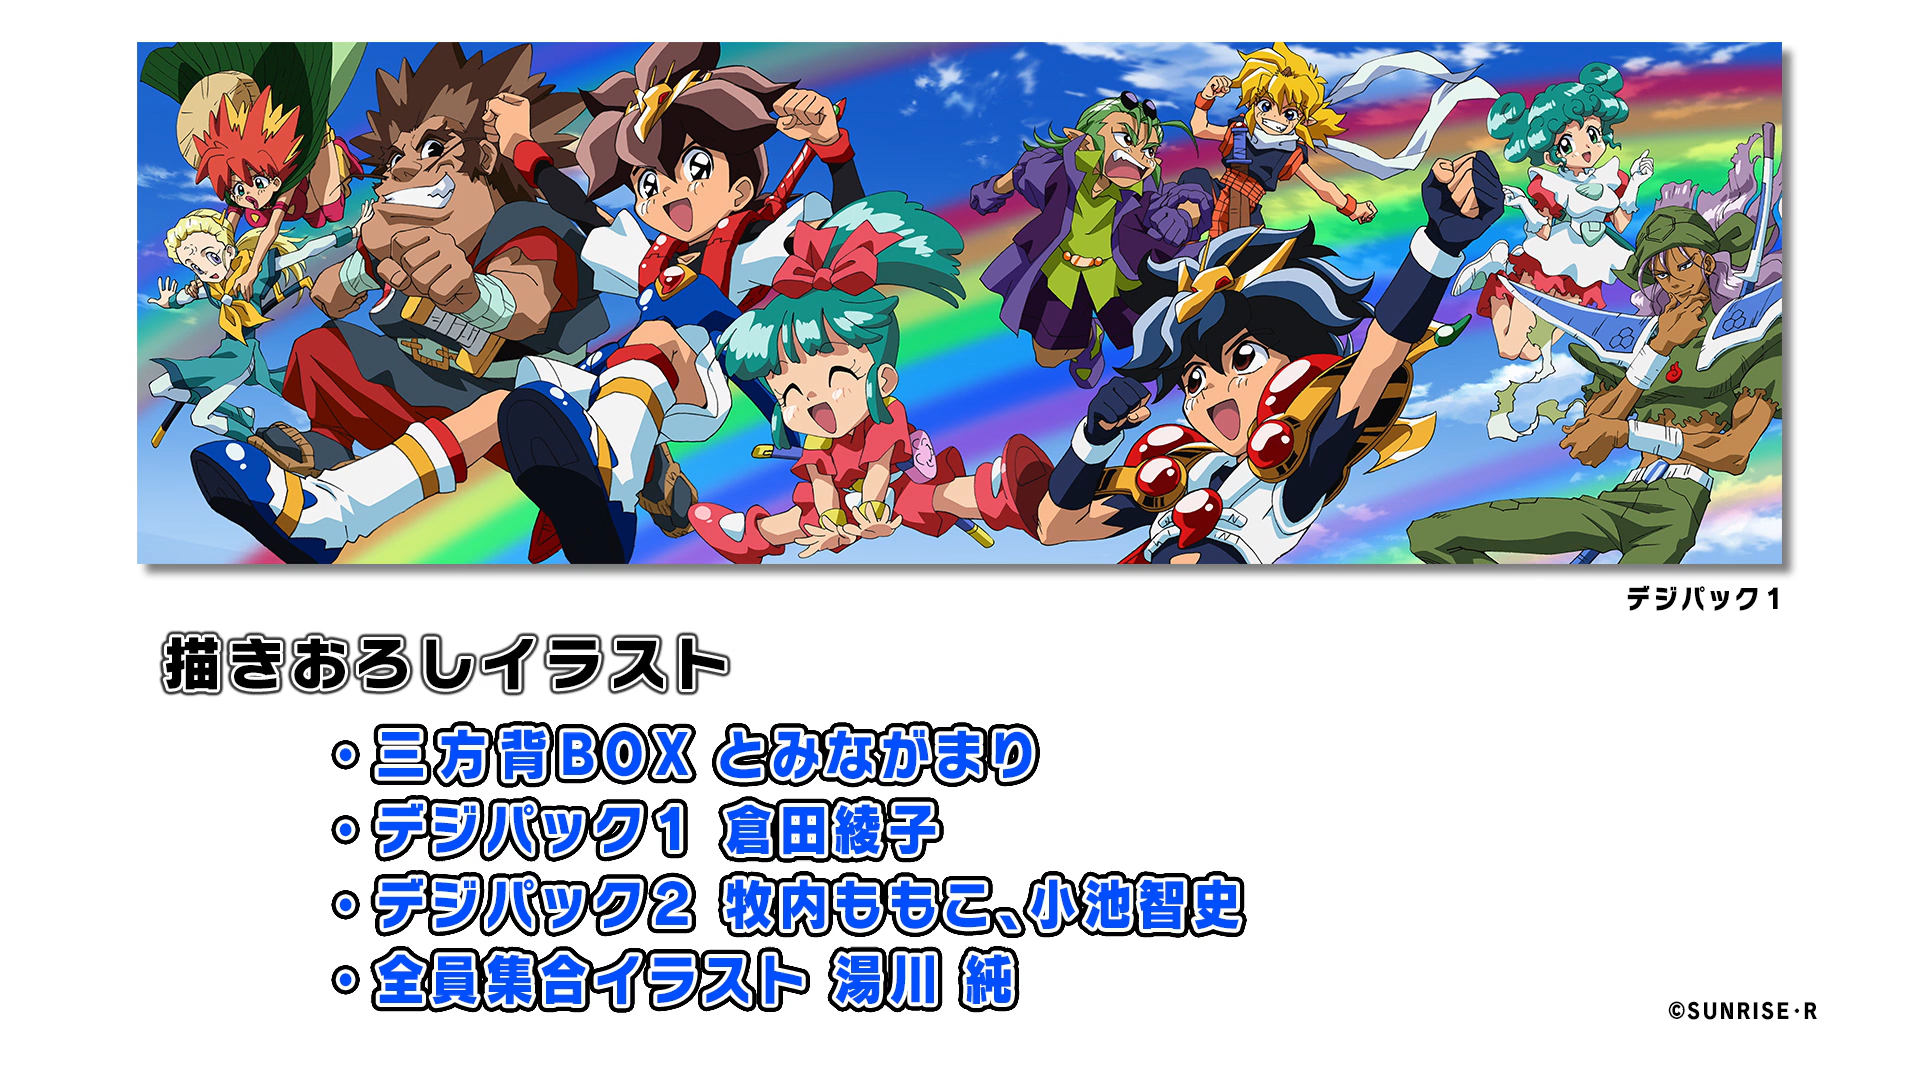 デジパック1
描きおろしイラスト
・三方背BOX とみながまり
・デジパック1 倉田綾子
・デジパック2 牧内ももこ、小池智史
・全員集合イラスト 湯川 純
©SUNRISE・R